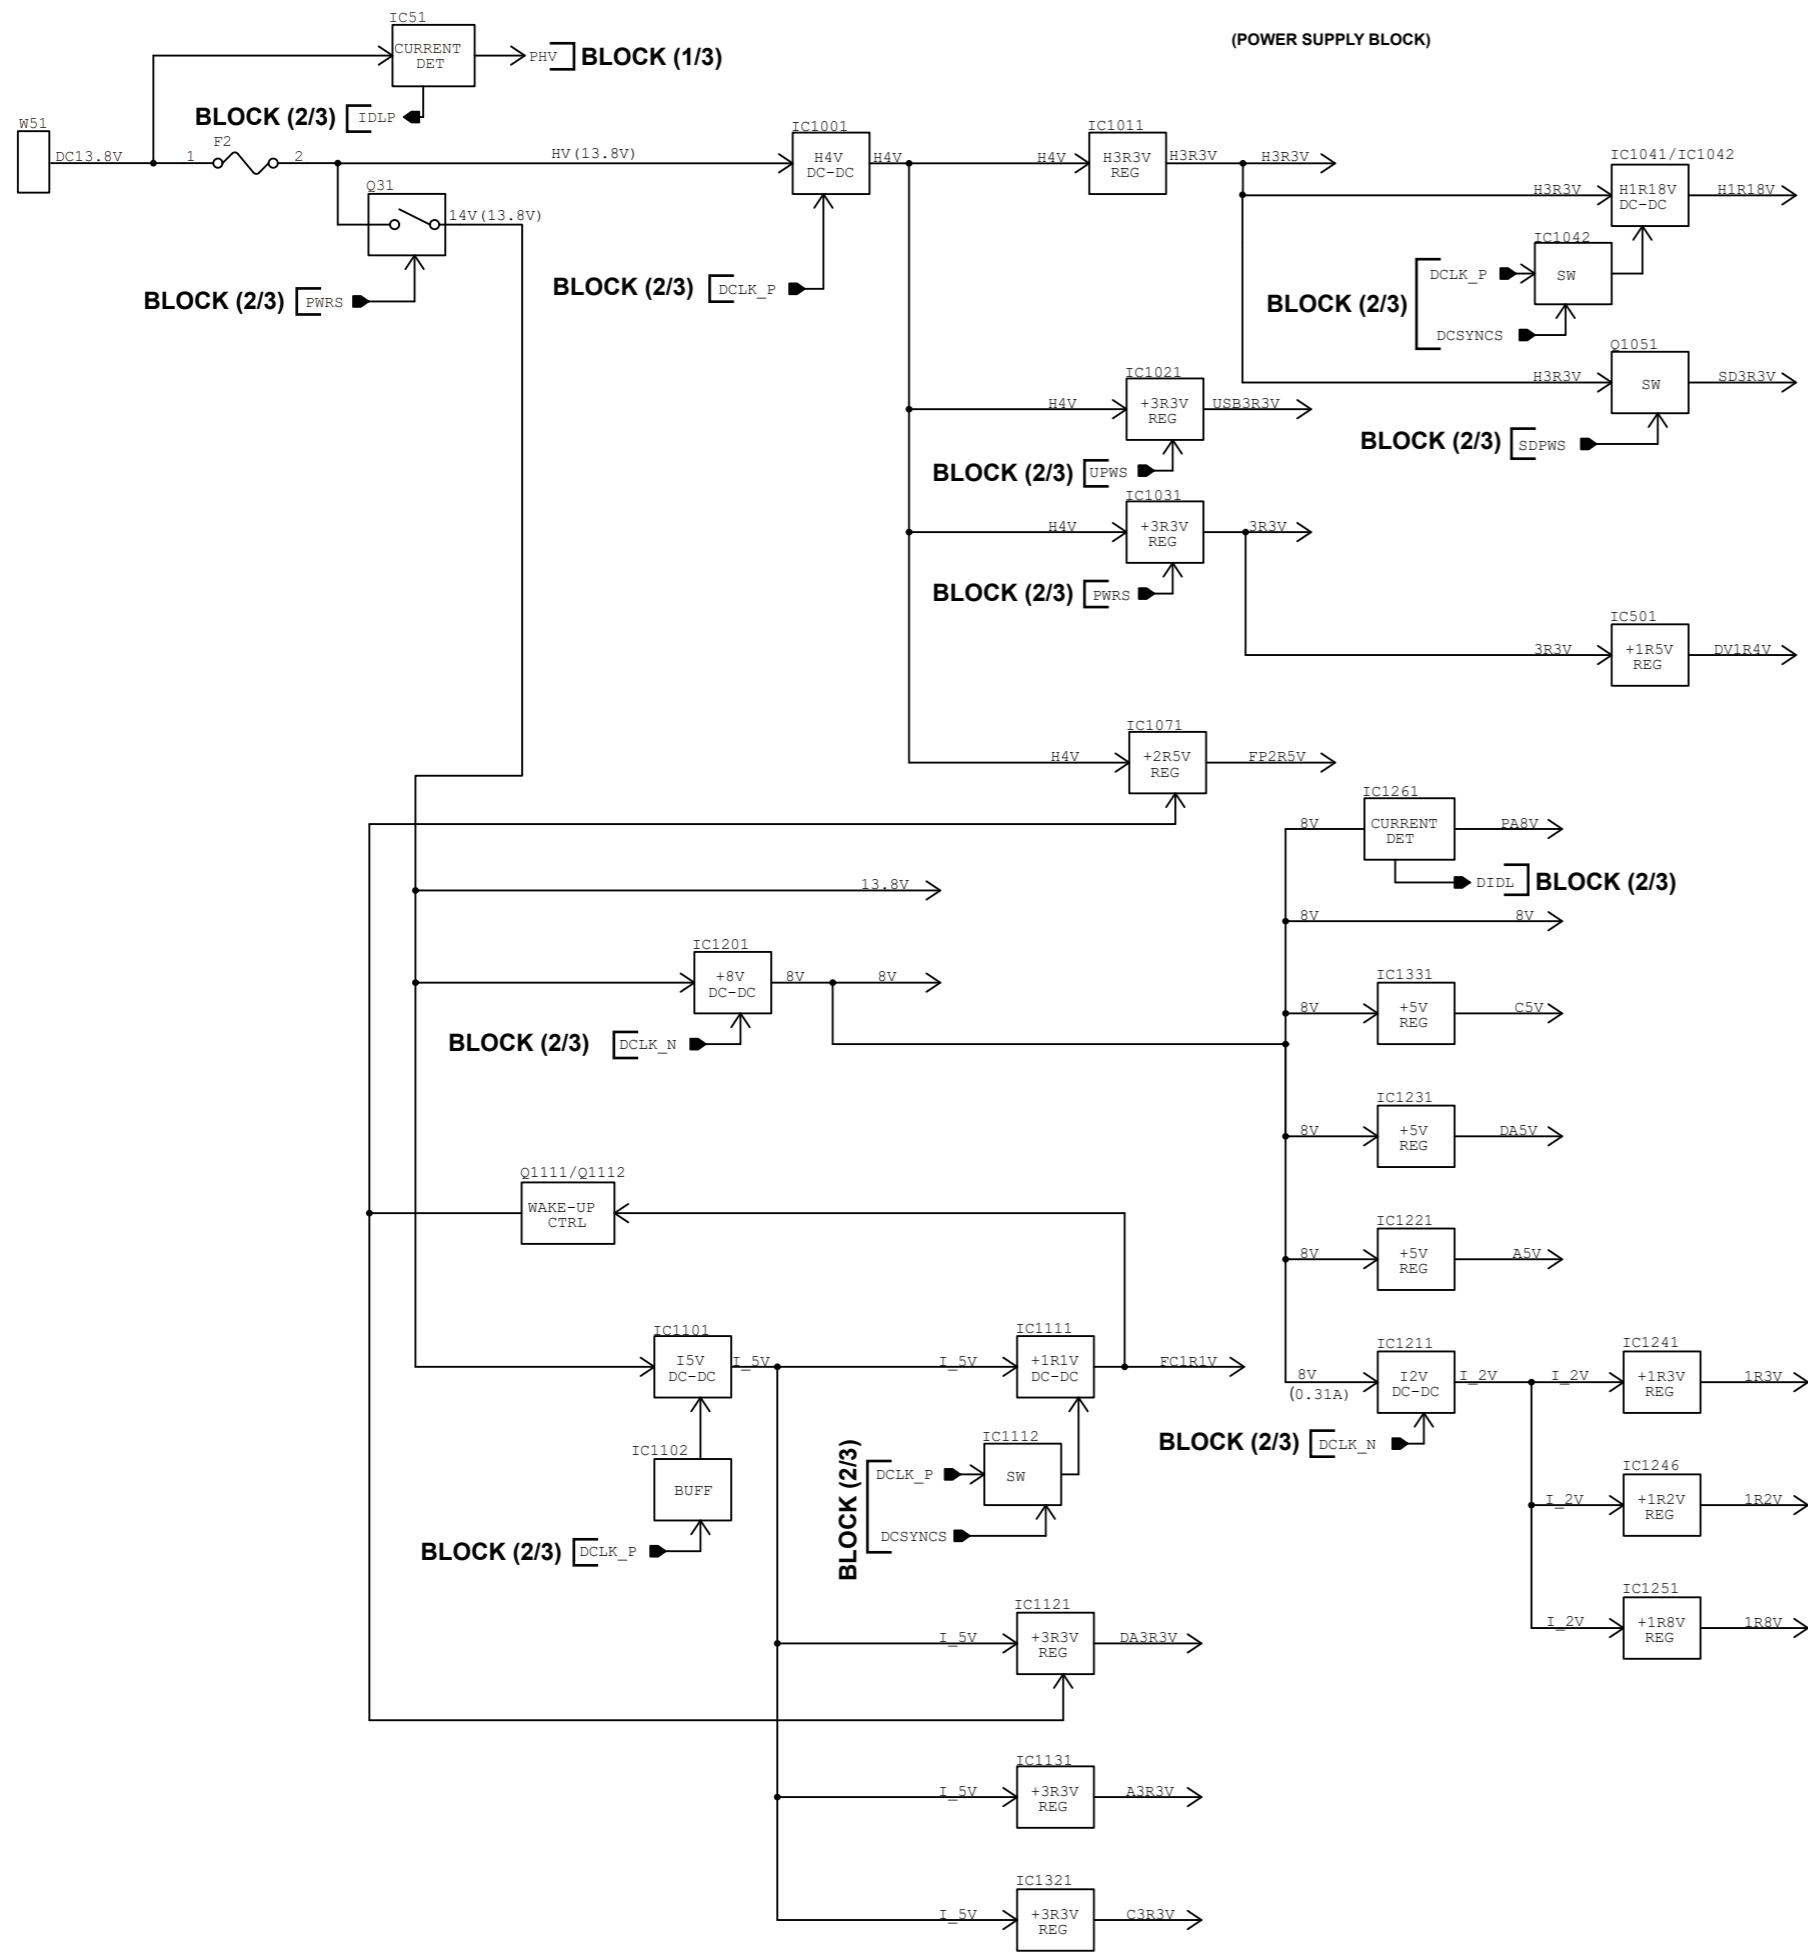 IC51
(POWER SUPPLY BLOCK)
CURRENT
DET
PHV
BLOCK (1/3)
BLOCK (2/3)
IDLP
W51
DC13.8V
1
F2
2
HV(13.8V)
IC1001
H4V
DC-DC
H4V
H4V
IC1011
H3R3V
REG
H3R3V
H3R3V
IC1041/IC1042
H3R3V
H1R18V
DC-DC
H1R18V
Q31
14V(13.8V)
BLOCK (2/3)
PWRS
BLOCK (2/3)
DCLK_P
IC1042
SW
BLOCK (2/3)
DCLK_P
DCSYNCS
Q1051
H3R3V
SW
SD3R3V
BLOCK (2/3)
SDPWS
IC1021
H4V
+3R3V
REG
USB3R3V
BLOCK (2/3)
UPWS
IC1031
H4V
+3R3V
REG
3R3V
BLOCK (2/3)
PWRS
IC501
3R3V
+1R5V
REG
DV1R4V
IC1071
H4V
+2R5V
REG
FP2R5V
IC1261
8V
CURRENT
DET
PA8V
DIDL
BLOCK (2/3)
13.8V
8V
8V
IC1201
+8V
DC-DC
8V
8V
BLOCK (2/3)
DCLK_N
IC1331
8V
+5V
REG
C5V
IC1231
8V
+5V
REG
DA5V
Q1111/Q1112
WAKE-UP
CTRL
IC1221
8V
+5V
REG
A5V
IC1101
I5V
DC-DC
I_5V
I_5V
IC1111
+1R1V
DC-DC
FC1R1V
IC1211
8V
(0.31A)
I2V
DC-DC
I_2V
I_2V
IC1241
+1R3V
REG
1R3V
BLOCK (2/3)
DCLK_N
IC1102
BUFF
BLOCK (2/3)
DCLK_P
BLOCK (2/3)
DCLK_P
DCSYNCS
IC1112
SW
IC1246
I_2V
+1R2V
REG
1R2V
IC1251
I_2V
+1R8V
REG
1R8V
IC1121
I_5V
+3R3V
REG
DA3R3V
IC1131
I_5V
+3R3V
REG
A3R3V
IC1321
I_5V
+3R3V
REG
C3R3V